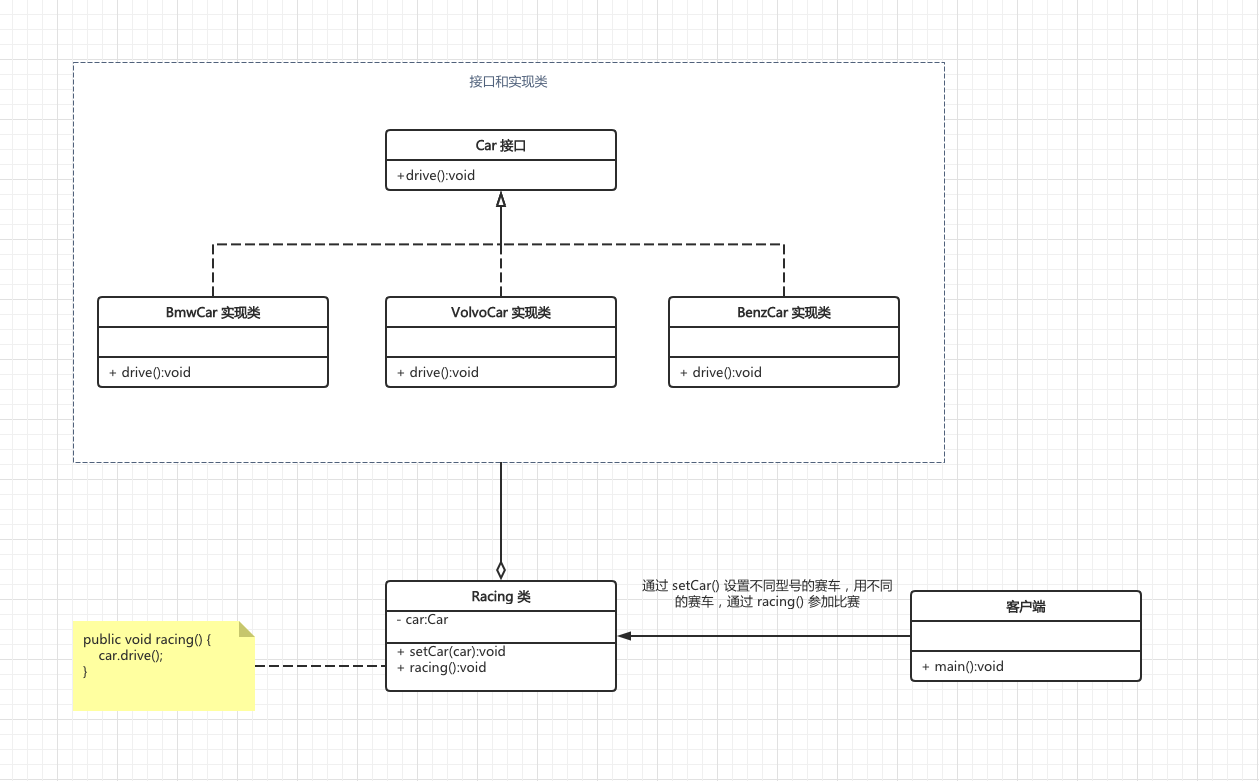 接口和实现类
Car 接口
+drive():void
BmwCar 实现类
+ drive():void
VolvoCar 实现类
+ drive():void
BenzCar 实现类
+ drive():void
Racing 类
- car:Car
+ setCar(car):void
+ racing():void
通过 setCar() 设置不同型号的赛车，用不同
的赛车，通过 racing() 参加比赛
客户端
+ main():void
public void racing() {
    car.drive();
}